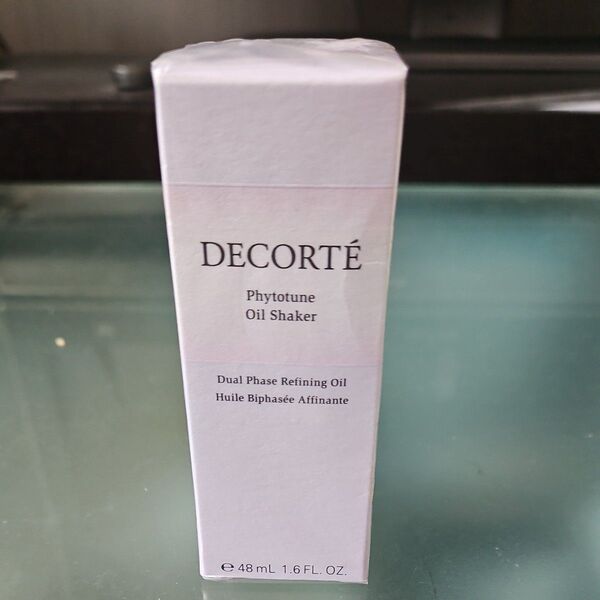 DECORTÉ
Phytotune
Oil Shaker
Dual Phase Refining Oil
Huile Biphasée Affinante
℮ 48 mL 1.6 FL. OZ.